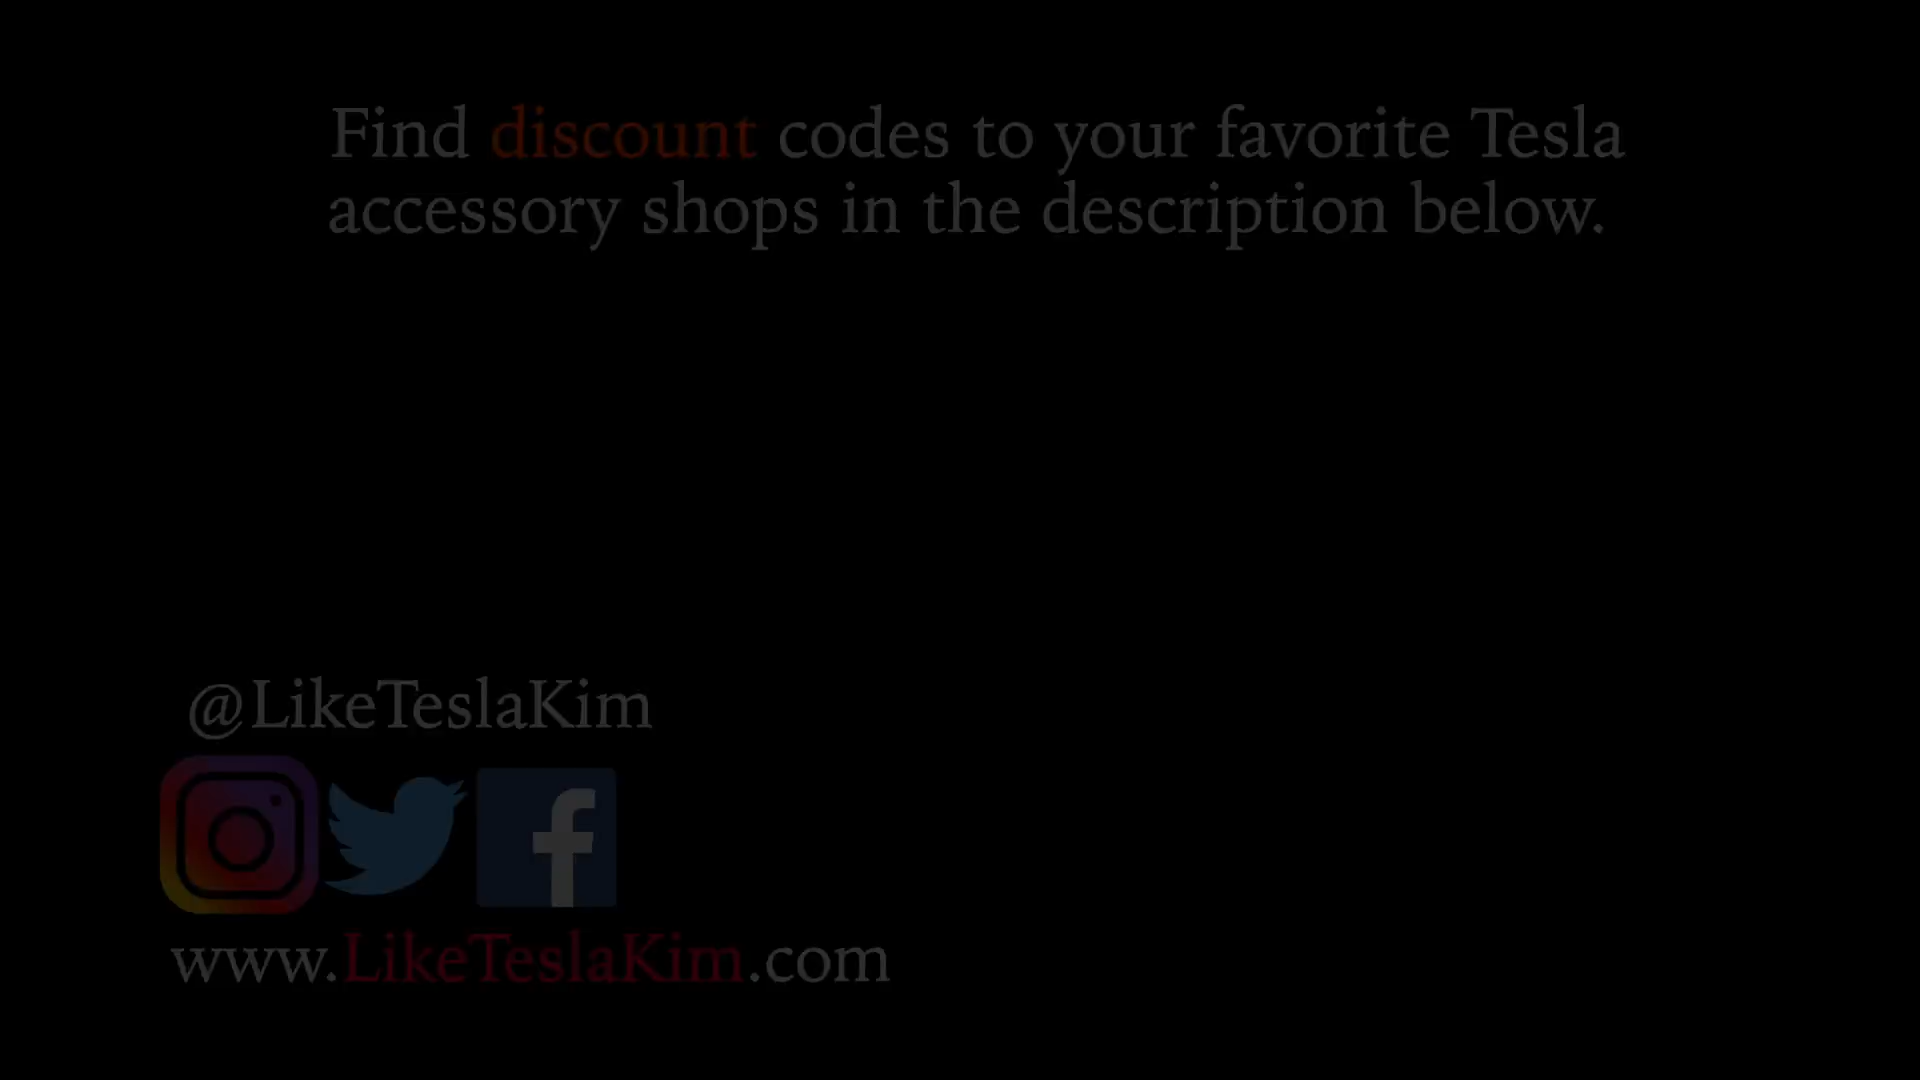 Find discount codes to your favorite Tesla
accessory shops in the description below.
@LikeTeslaKim
www.LikeTeslaKim.com